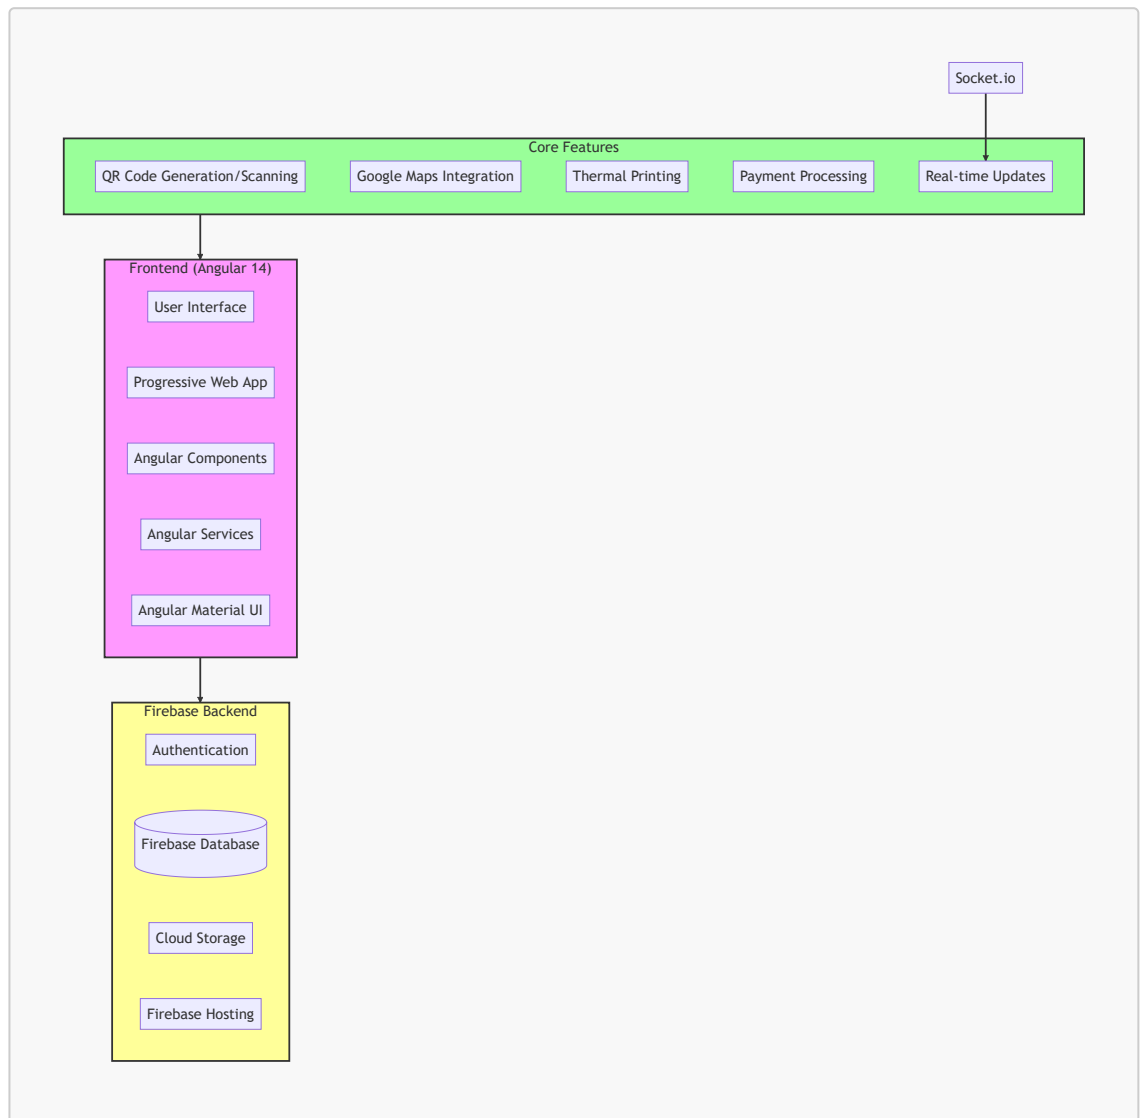 Socket.io
Core Features
QR Code Generation/Scanning
Google Maps Integration
Thermal Printing
Payment Processing
Real-time Updates
Frontend (Angular 14)
User Interface
Progressive Web App
Angular Components
Angular Services
Angular Material UI
Firebase Backend
Authentication
Firebase Database
Cloud Storage
Firebase Hosting